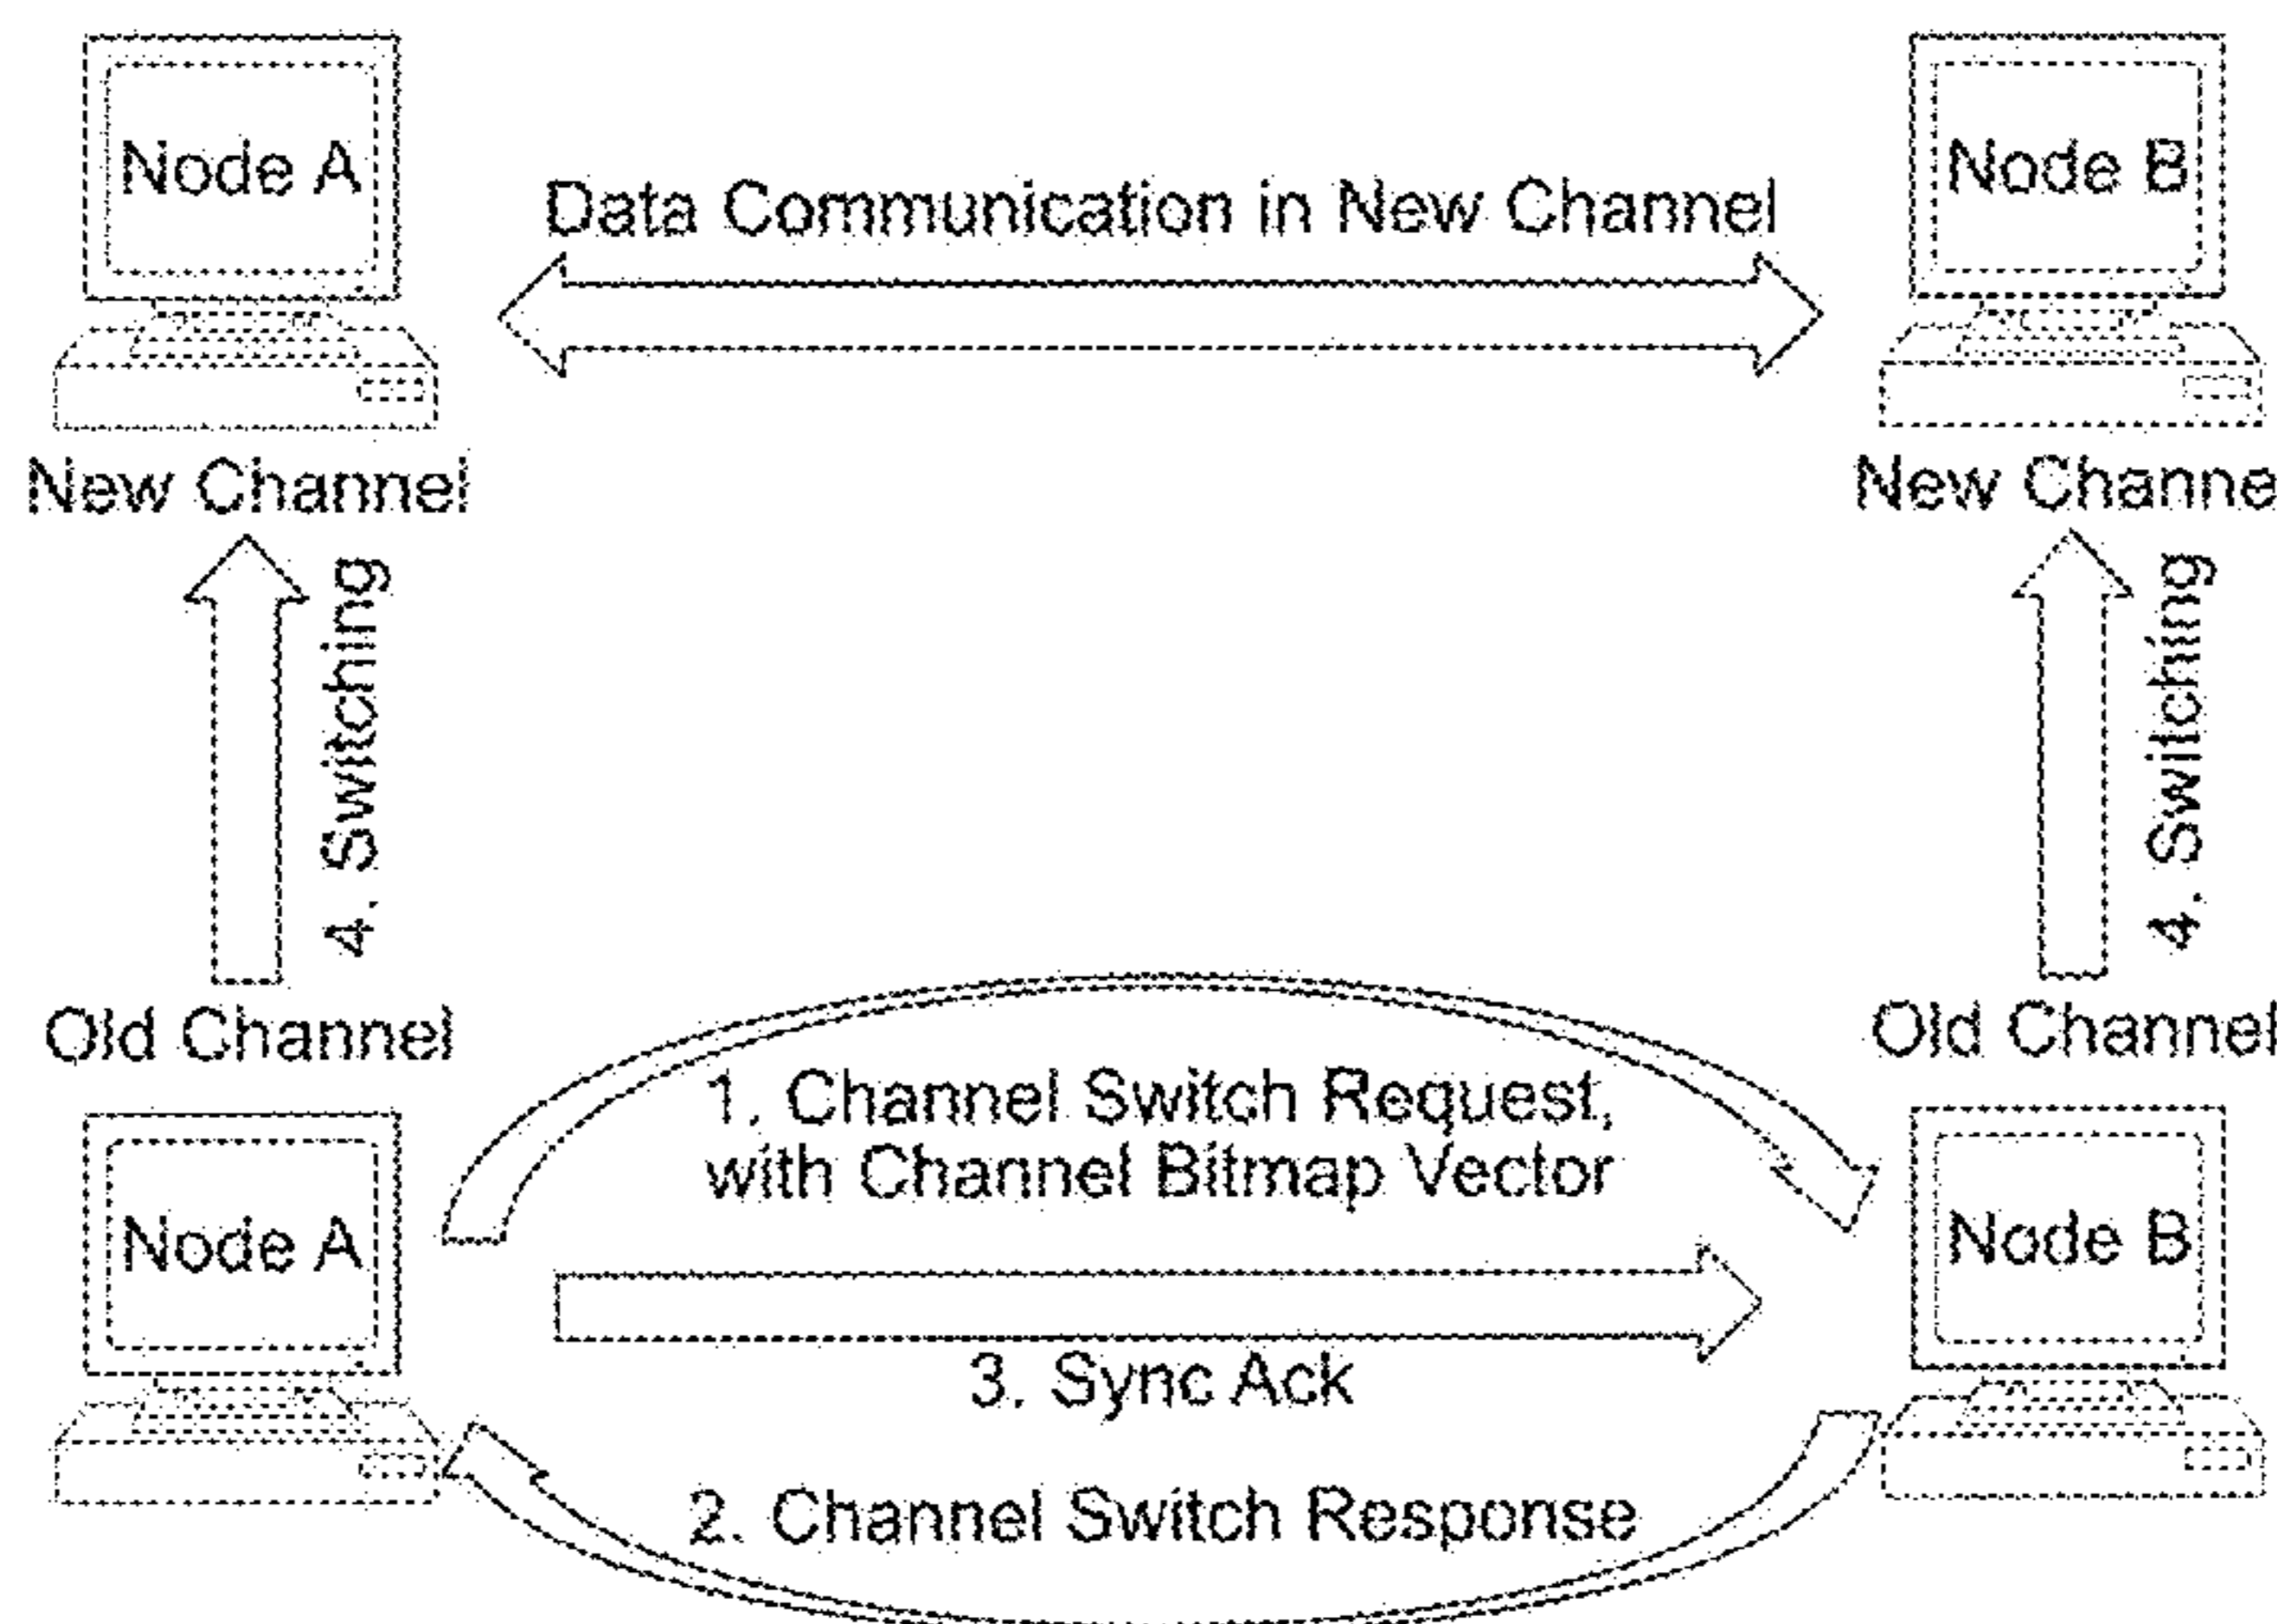 Node A
Node B
Data Communication in New Channel
New Channel
New Channe
4. Switching
4. Switching
Old Channel
Old Channel
1. Channel Switch Request,
with Channel Bitmap Vector
Node A
Node B
3. Sync Ack
2. Channel Switch Response